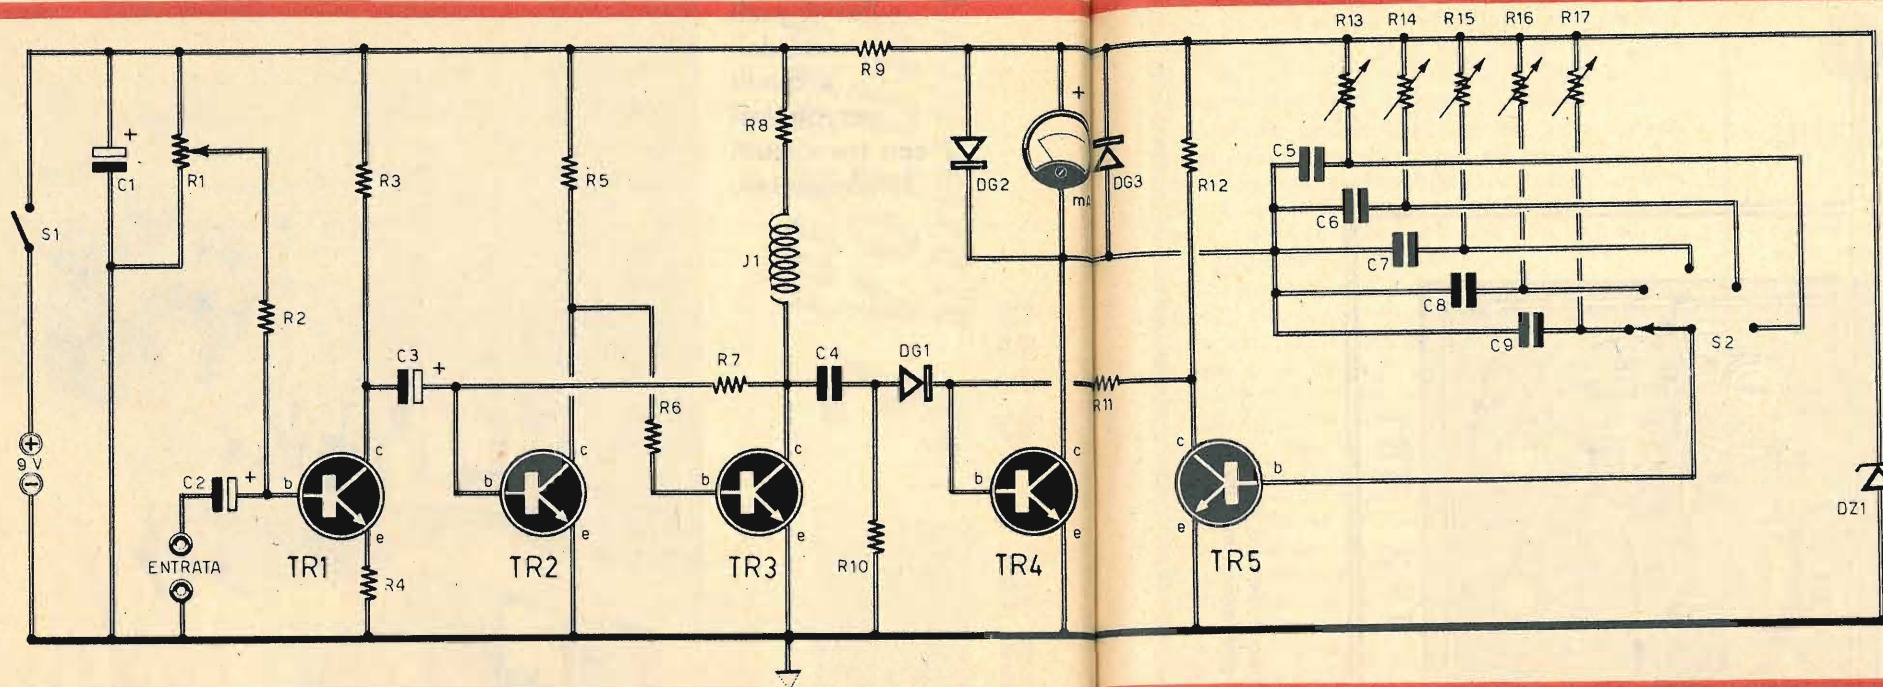 R13 R14 R15 R16 R17
R9
+
R8
C5
+
C1
R1
R3
R5
DG2
DG3
R12
C6
S1
mA
J1
C7
R2
C8
C9
S2
C3
+
R7
C4
DG1
R6
R11
+
9 V
-
C2
+
b
c
e
b
c
e
b
c
e
b
c
e
c
b
e
ENTRATA
TR1
R4
TR2
TR3
R10
TR4
TR5
DZ1